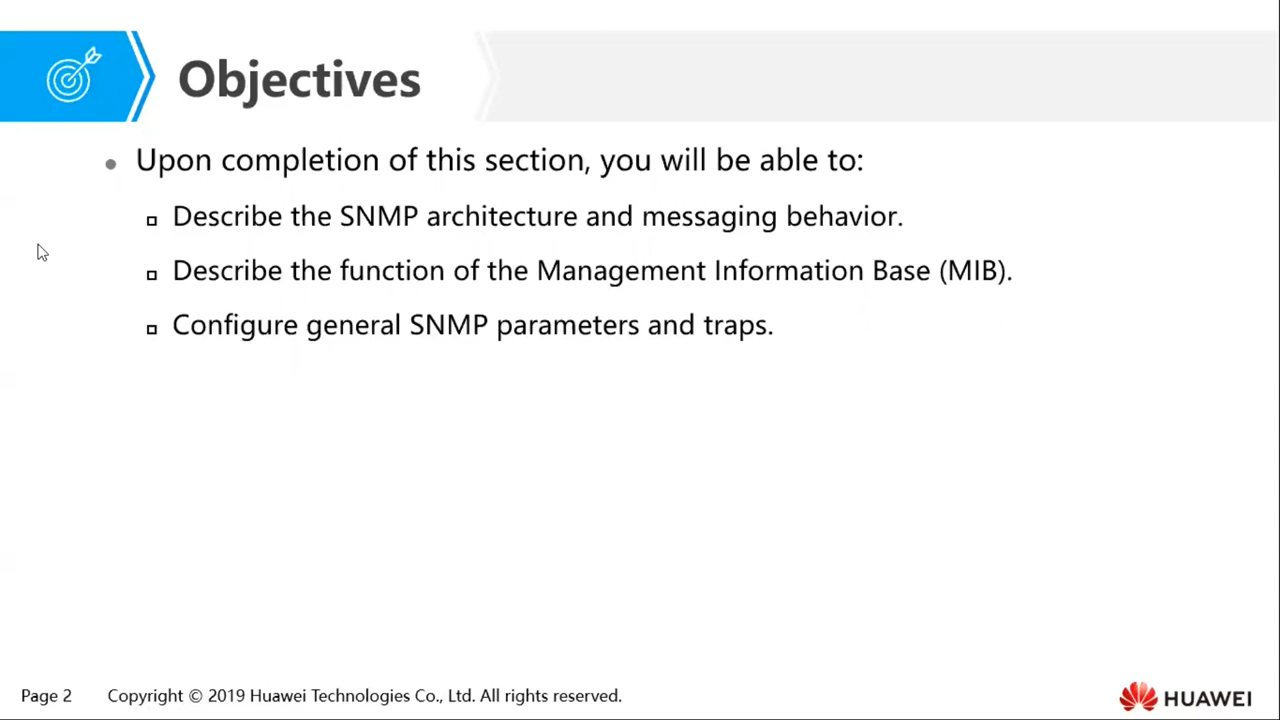 Objectives
Upon completion of this section, you will be able to:
Describe the SNMP architecture and messaging behavior.
Describe the function of the Management Information Base (MIB).
Configure general SNMP parameters and traps.
Page 2 Copyright © 2019 Huawei Technologies Co., Ltd. All rights reserved.
HUAWEI